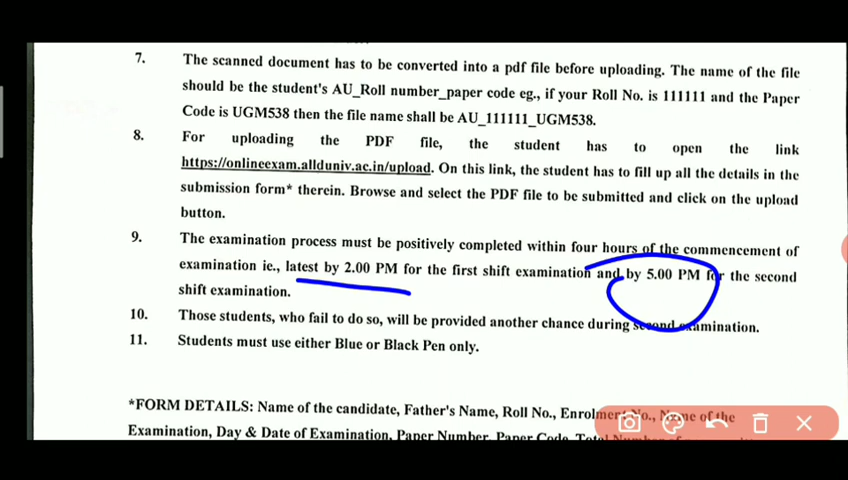 7. The scanned document has to be converted into a pdf file before uploading. The name of the file
should be the student's AU_Roll number_paper code eg., if your Roll No. is 111111 and the Paper
Code is UGM538 then the file name shall be AU_111111_UGM538.
8. For uploading the PDF file, the student has to open the link
https://onlineexam.allduniv.ac.in/upload. On this link, the student has to fill up all the details in the
submission form* therein. Browse and select the PDF file to be submitted and click on the upload
button.
9. The examination process must be positively completed within four hours of the commencement of
examination ie., latest by 2.00 PM for the first shift examination and by 5.00 PM for the second
shift examination.
10. Those students, who fail to do so, will be provided another chance during second examination.
11. Students must use either Blue or Black Pen only.
*FORM DETAILS: Name of the candidate, Father's Name, Roll No., Enrolment No., Name of the
Examination, Day & Date of Examination, Paper Number, Paper Code, Total Number of